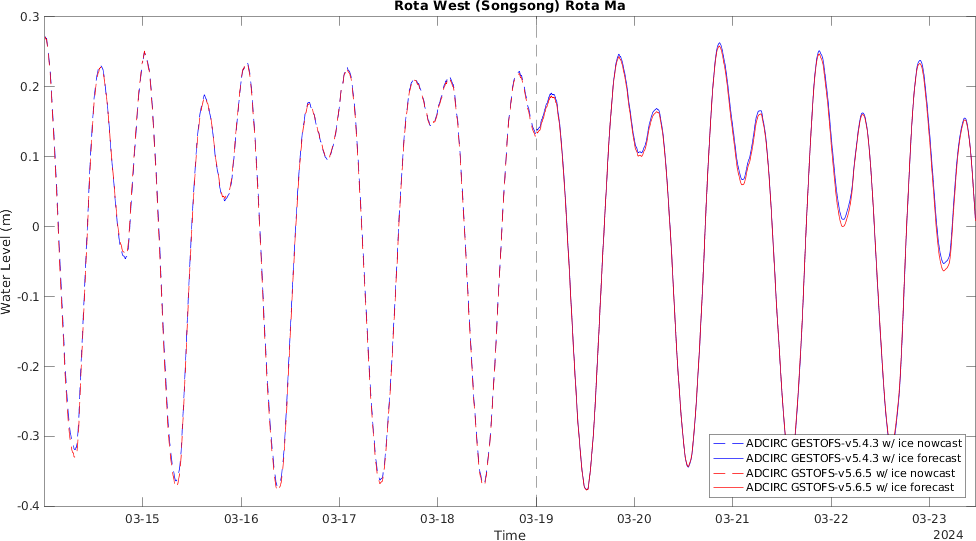 Rota West (Songsong) Rota Ma
Water Level (m)
0.3
0.2
0.1
0
-0.1
-0.2
-0.3
-0.4
ADCIRC GESTOFS-v5.4.3 w/ ice nowcast
ADCIRC GESTOFS-v5.4.3 w/ ice forecast
ADCIRC GSTOFS-v5.6.5 w/ ice nowcast
ADCIRC GSTOFS-v5.6.5 w/ ice forecast
03-15 03-16 03-17 03-18 03-19 03-20 03-21 03-22 03-23
Time
2024